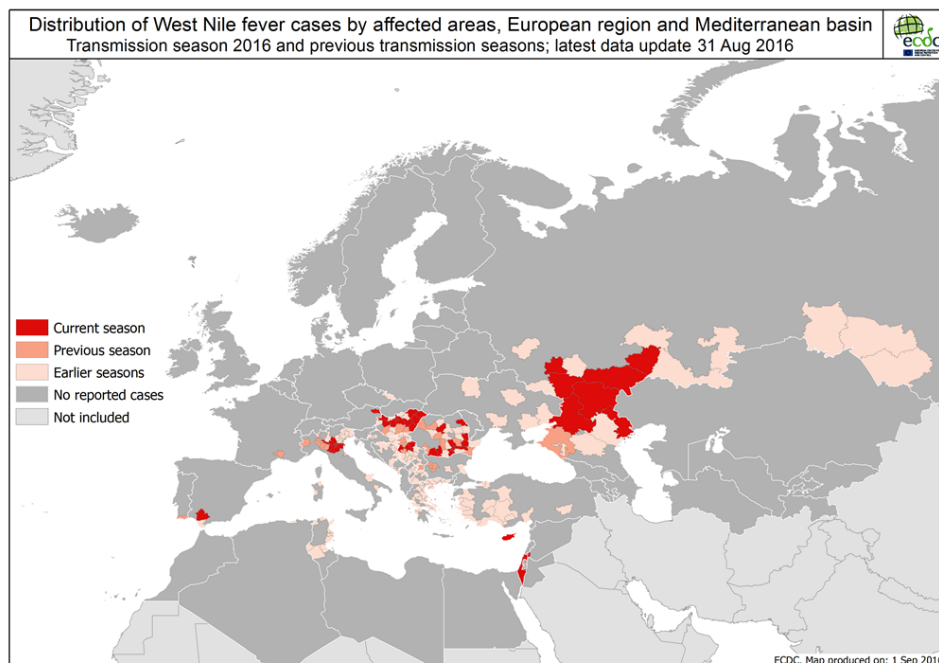 Distribution of West Nile fever cases by affected areas, European region and Mediterranean basin
Transmission season 2016 and previous transmission seasons; latest data update 31 Aug 2016
ecdc
Current season
Previous season
Earlier seasons
No reported cases
Not included
ECDC. Map produced on: 1 Sep 201